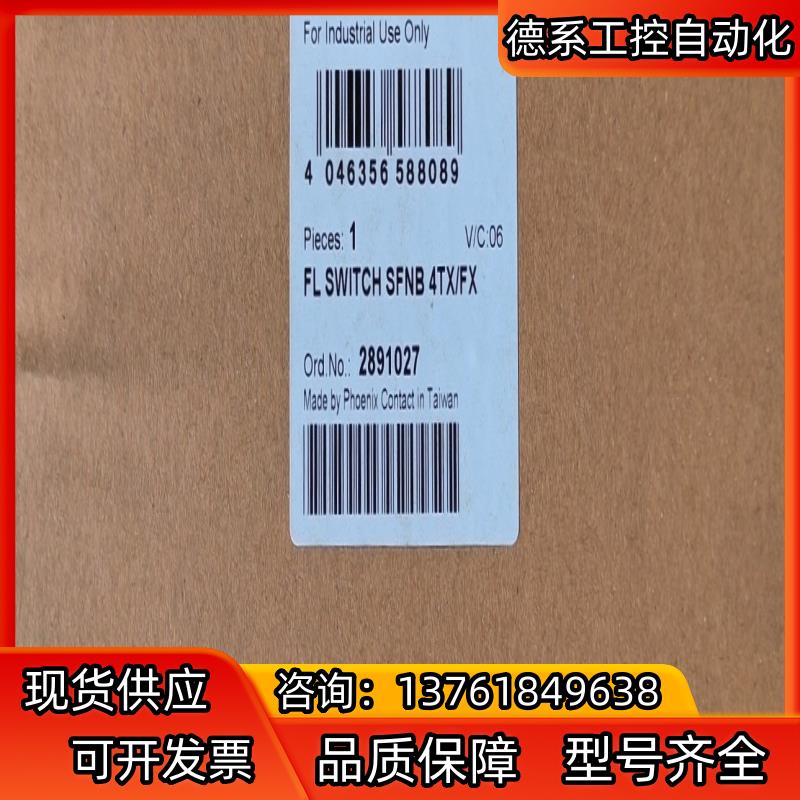 德系工控自动化
For Industrial Use Only
4 046356 588089
Pieces: 1 V/C:06
FL SWITCH SFNB 4TX/FX
Ord.No.: 2891027
Made by Phoenix Contact in Taiwan
现货供应 咨询：13761849638
可开发票 品质保障 型号齐全